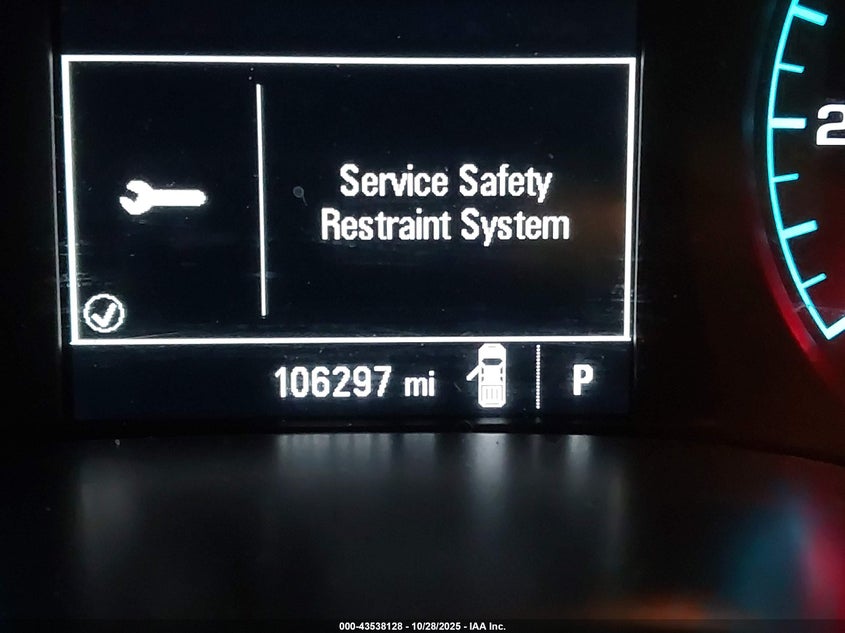 Service Safety
Restraint System
2
106297 mi
P
000-43538128 - 10/28/2025 - IAA Inc.